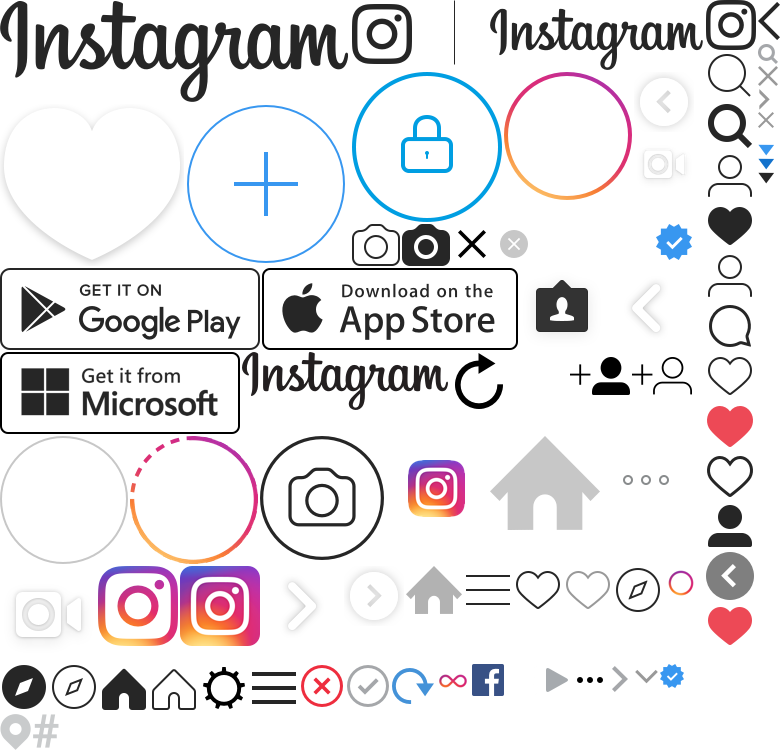 Instagram
Instagram
GET IT ON
Google Play
Download on the
App Store
Get it from
Microsoft
Instagram
#